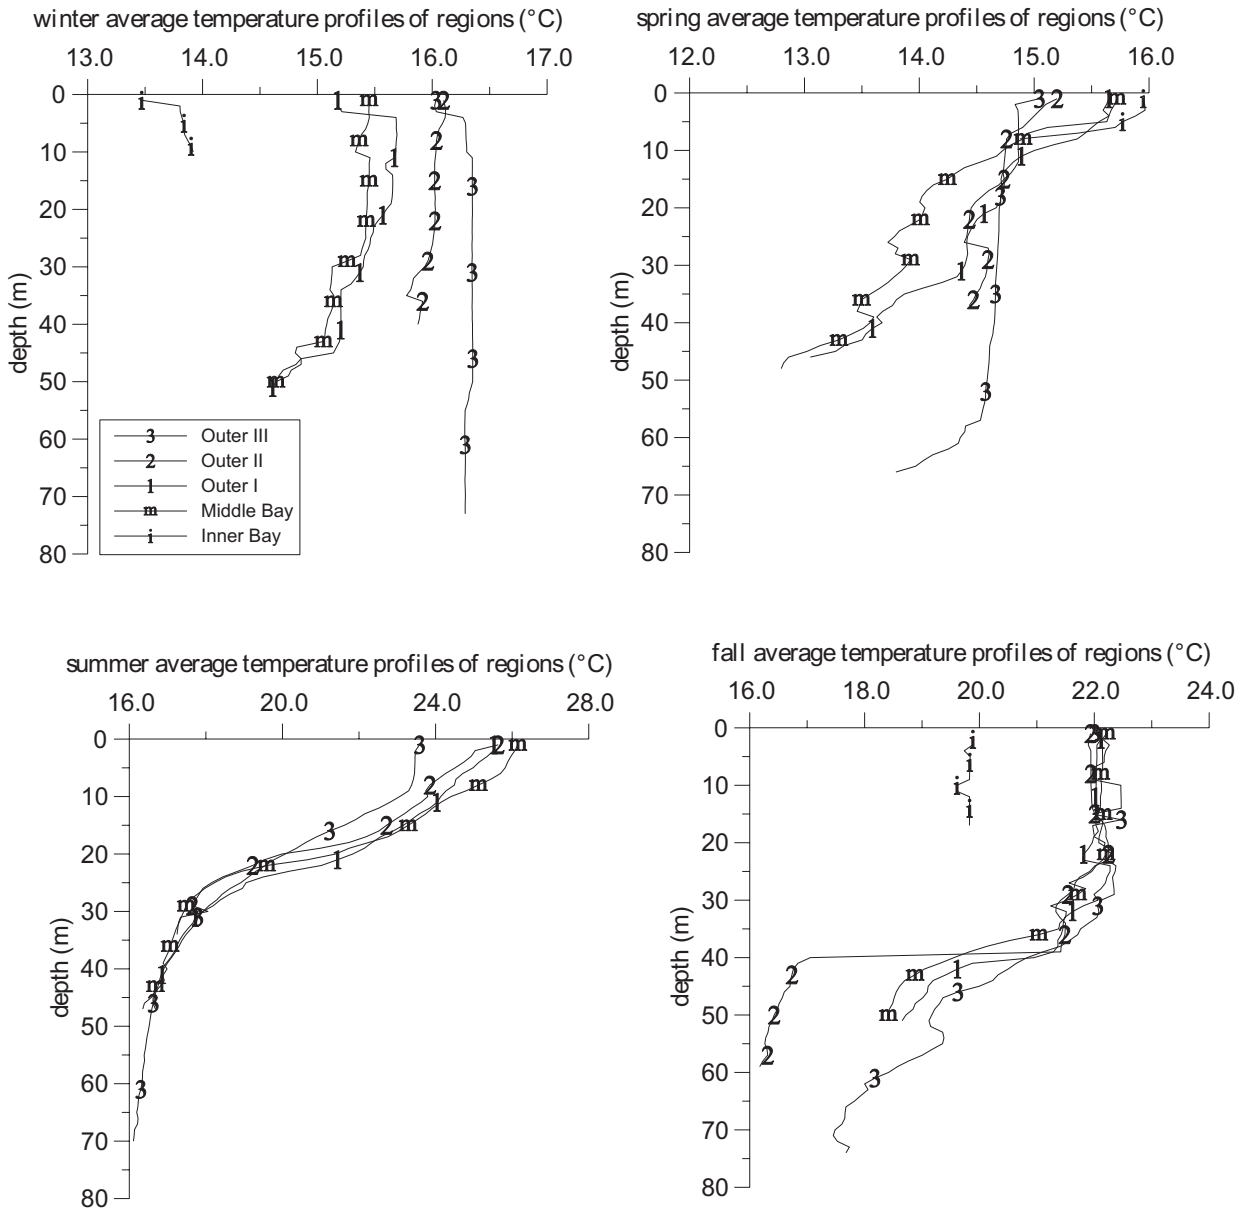 winter average temperature profiles of regions (°C)
13.0 14.0 15.0 16.0 17.0
0
10
20
30
40
50
60
70
80
depth (m)
3 Outer III
2 Outer II
1 Outer I
m Middle Bay
i Inner Bay
spring average temperature profiles of regions (°C)
12.0 13.0 14.0 15.0 16.0
0
10
20
30
40
50
60
70
80
depth (m)
summer average temperature profiles of regions (°C)
16.0 20.0 24.0 28.0
0
10
20
30
40
50
60
70
80
depth (m)
fall average temperature profiles of regions (°C)
16.0 18.0 20.0 22.0 24.0
0
10
20
30
40
50
60
70
80
depth (m)